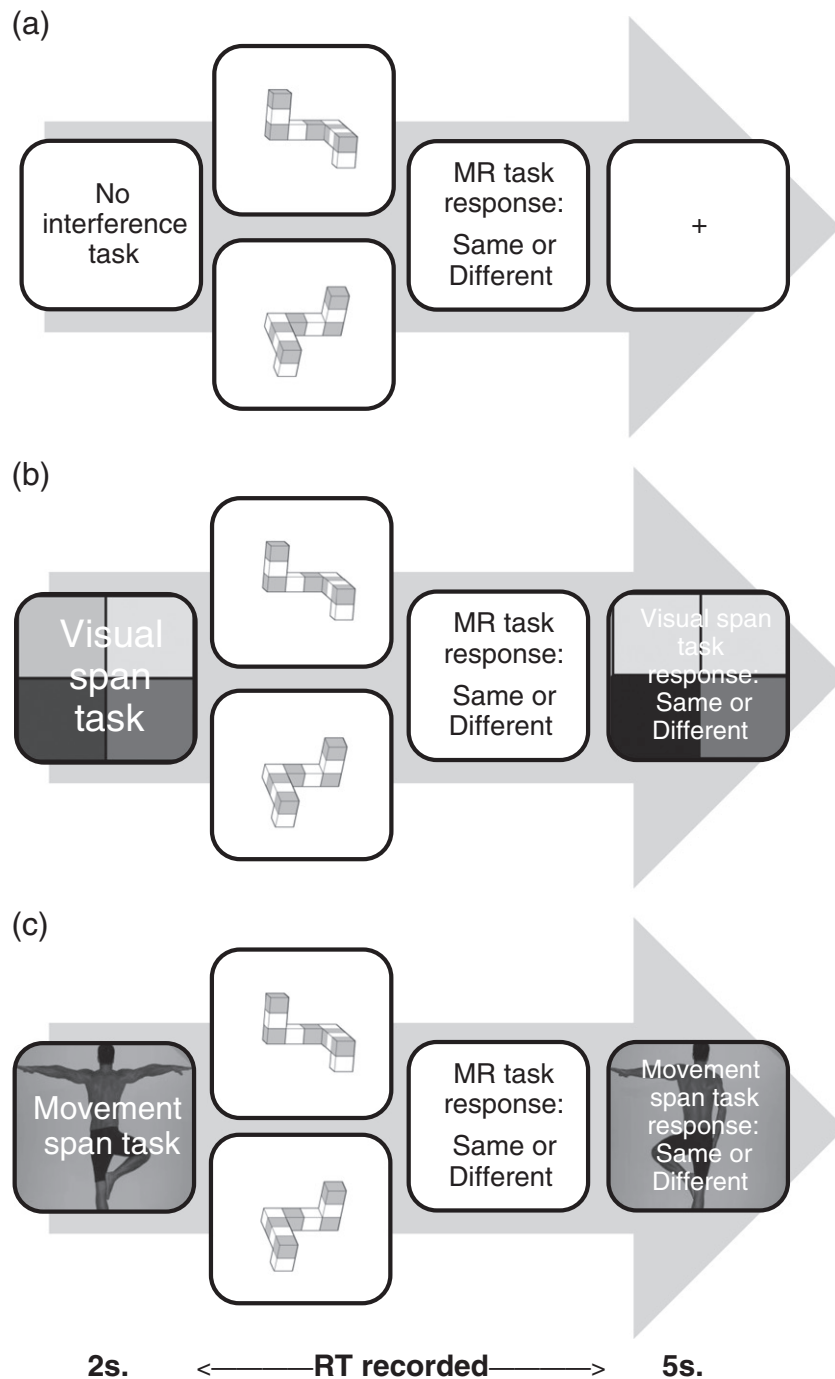 (a)
No
interference
task
MR task
response:
Same or
Different
+
(b)
Visual
span
task
MR task
response:
Same or
Different
Visual span
task
response:
Same or
Different
(c)
Movement
span task
MR task
response:
Same or
Different
Movement
span task
response:
Same or
Different
2s. <————RT recorded————> 5s.